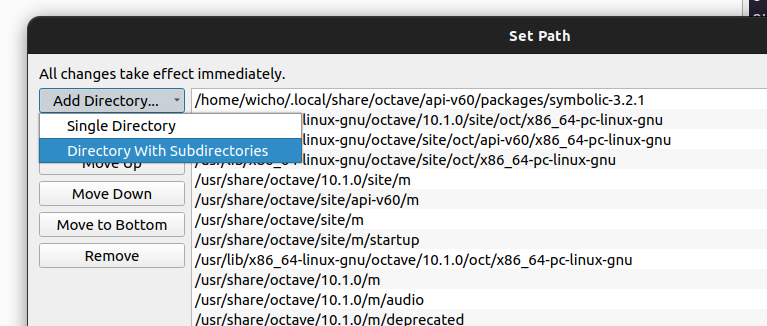 Set Path
All changes take effect immediately.
Add Directory...
Single Directory
Directory With Subdirectories
Move Up
Move Down
Move to Bottom
Remove
/home/wicho/.local/share/octave/api-v60/packages/symbolic-3.2.1
linux-gnu/octave/10.1.0/site/oct/x86_64-pc-linux-gnu
linux-gnu/octave/site/oct/api-v60/x86_64-pc-linux-gnu
/usr/lib/x86_64-linux-gnu/octave/site/oct/x86_64-pc-linux-gnu
/usr/share/octave/10.1.0/site/m
/usr/share/octave/site/api-v60/m
/usr/share/octave/site/m
/usr/share/octave/site/m/startup
/usr/lib/x86_64-linux-gnu/octave/10.1.0/oct/x86_64-pc-linux-gnu
/usr/share/octave/10.1.0/m
/usr/share/octave/10.1.0/m/audio
/usr/share/octave/10.1.0/m/deprecated